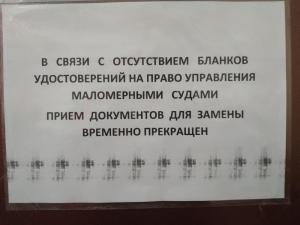 В СВЯЗИ С ОТСУТСТВИЕМ БЛАНКОВ
УДОСТОВЕРЕНИЙ НА ПРАВО УПРАВЛЕНИЯ
МАЛОМЕРНЫМИ СУДАМИ
ПРИЕМ ДОКУМЕНТОВ ДЛЯ ЗАМЕНЫ
ВРЕМЕННО ПРЕКРАЩЕН